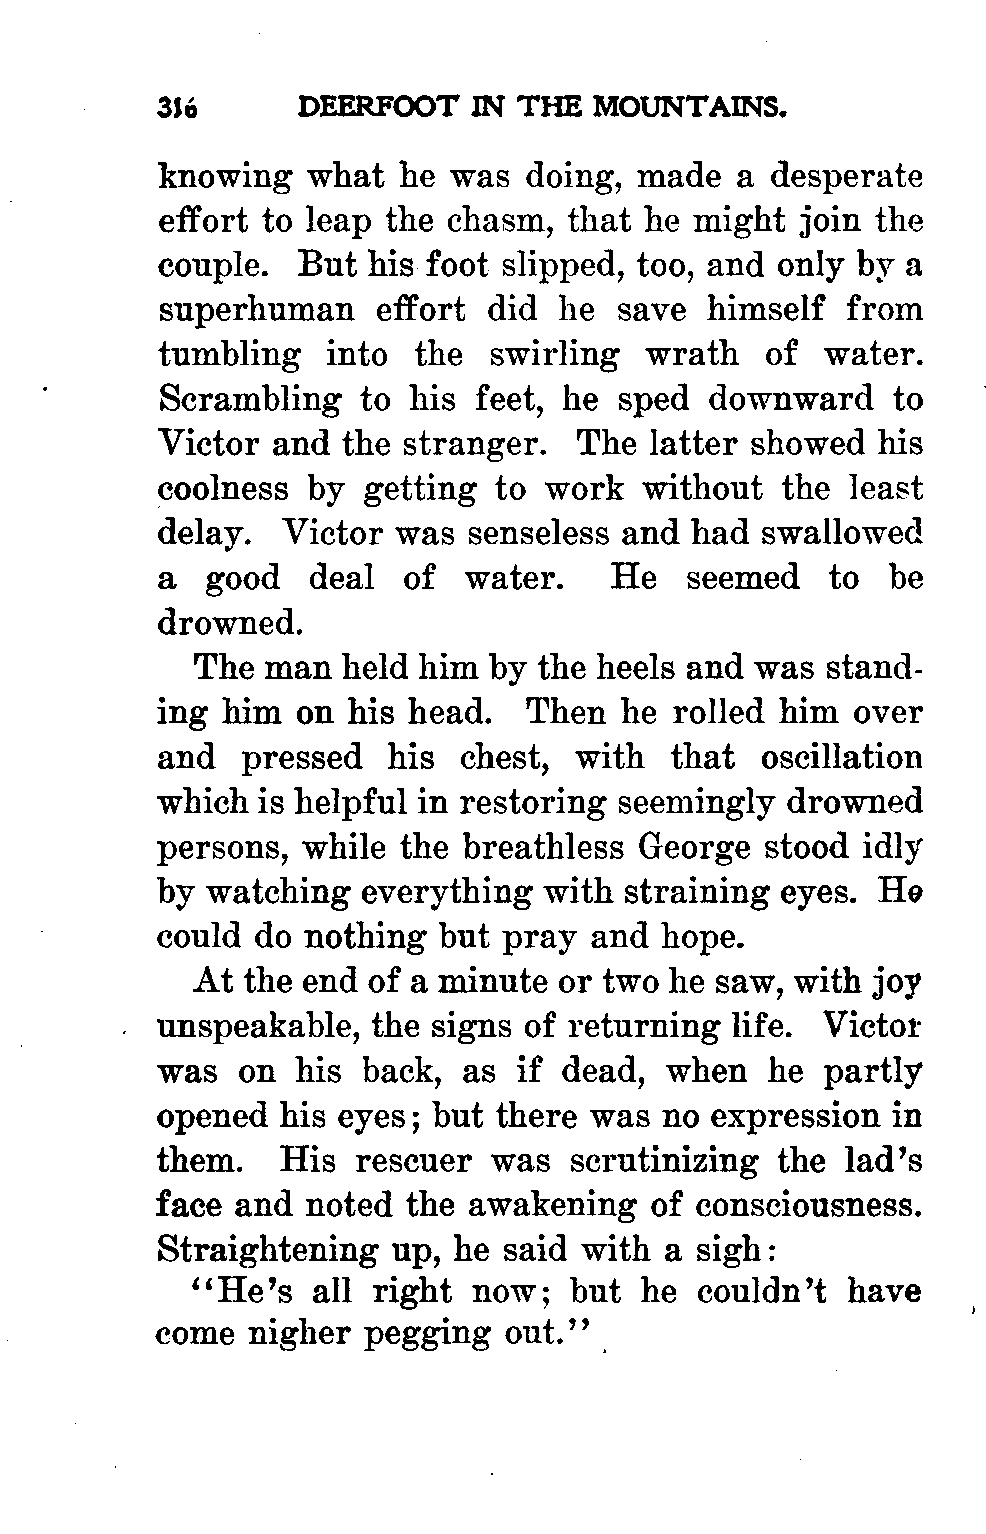 316 DEERFOOT IN THE MOUNTAINS.
knowing what he was doing, made a desperate
effort to leap the chasm, that he might join the
couple. But his foot slipped, too, and only by a
superhuman effort did he save himself from
tumbling into the swirling wrath of water.
Scrambling to his feet, he sped downward to
Victor and the stranger. The latter showed his
coolness by getting to work without the least
delay. Victor was senseless and had swallowed
a good deal of water. He seemed to be
drowned.
The man held him by the heels and was stand-
ing him on his head. Then he rolled him over
and pressed his chest, with that oscillation
which is helpful in restoring seemingly drowned
persons, while the breathless George stood idly
by watching everything with straining eyes. He
could do nothing but pray and hope.
At the end of a minute or two he saw, with joy
unspeakable, the signs of returning life. Victor
was on his back, as if dead, when he partly
opened his eyes; but there was no expression in
them. His rescuer was scrutinizing the lad's
face and noted the awakening of consciousness.
Straightening up, he said with a sigh:
"He's all right now; but he couldn't have
come nigher pegging out."